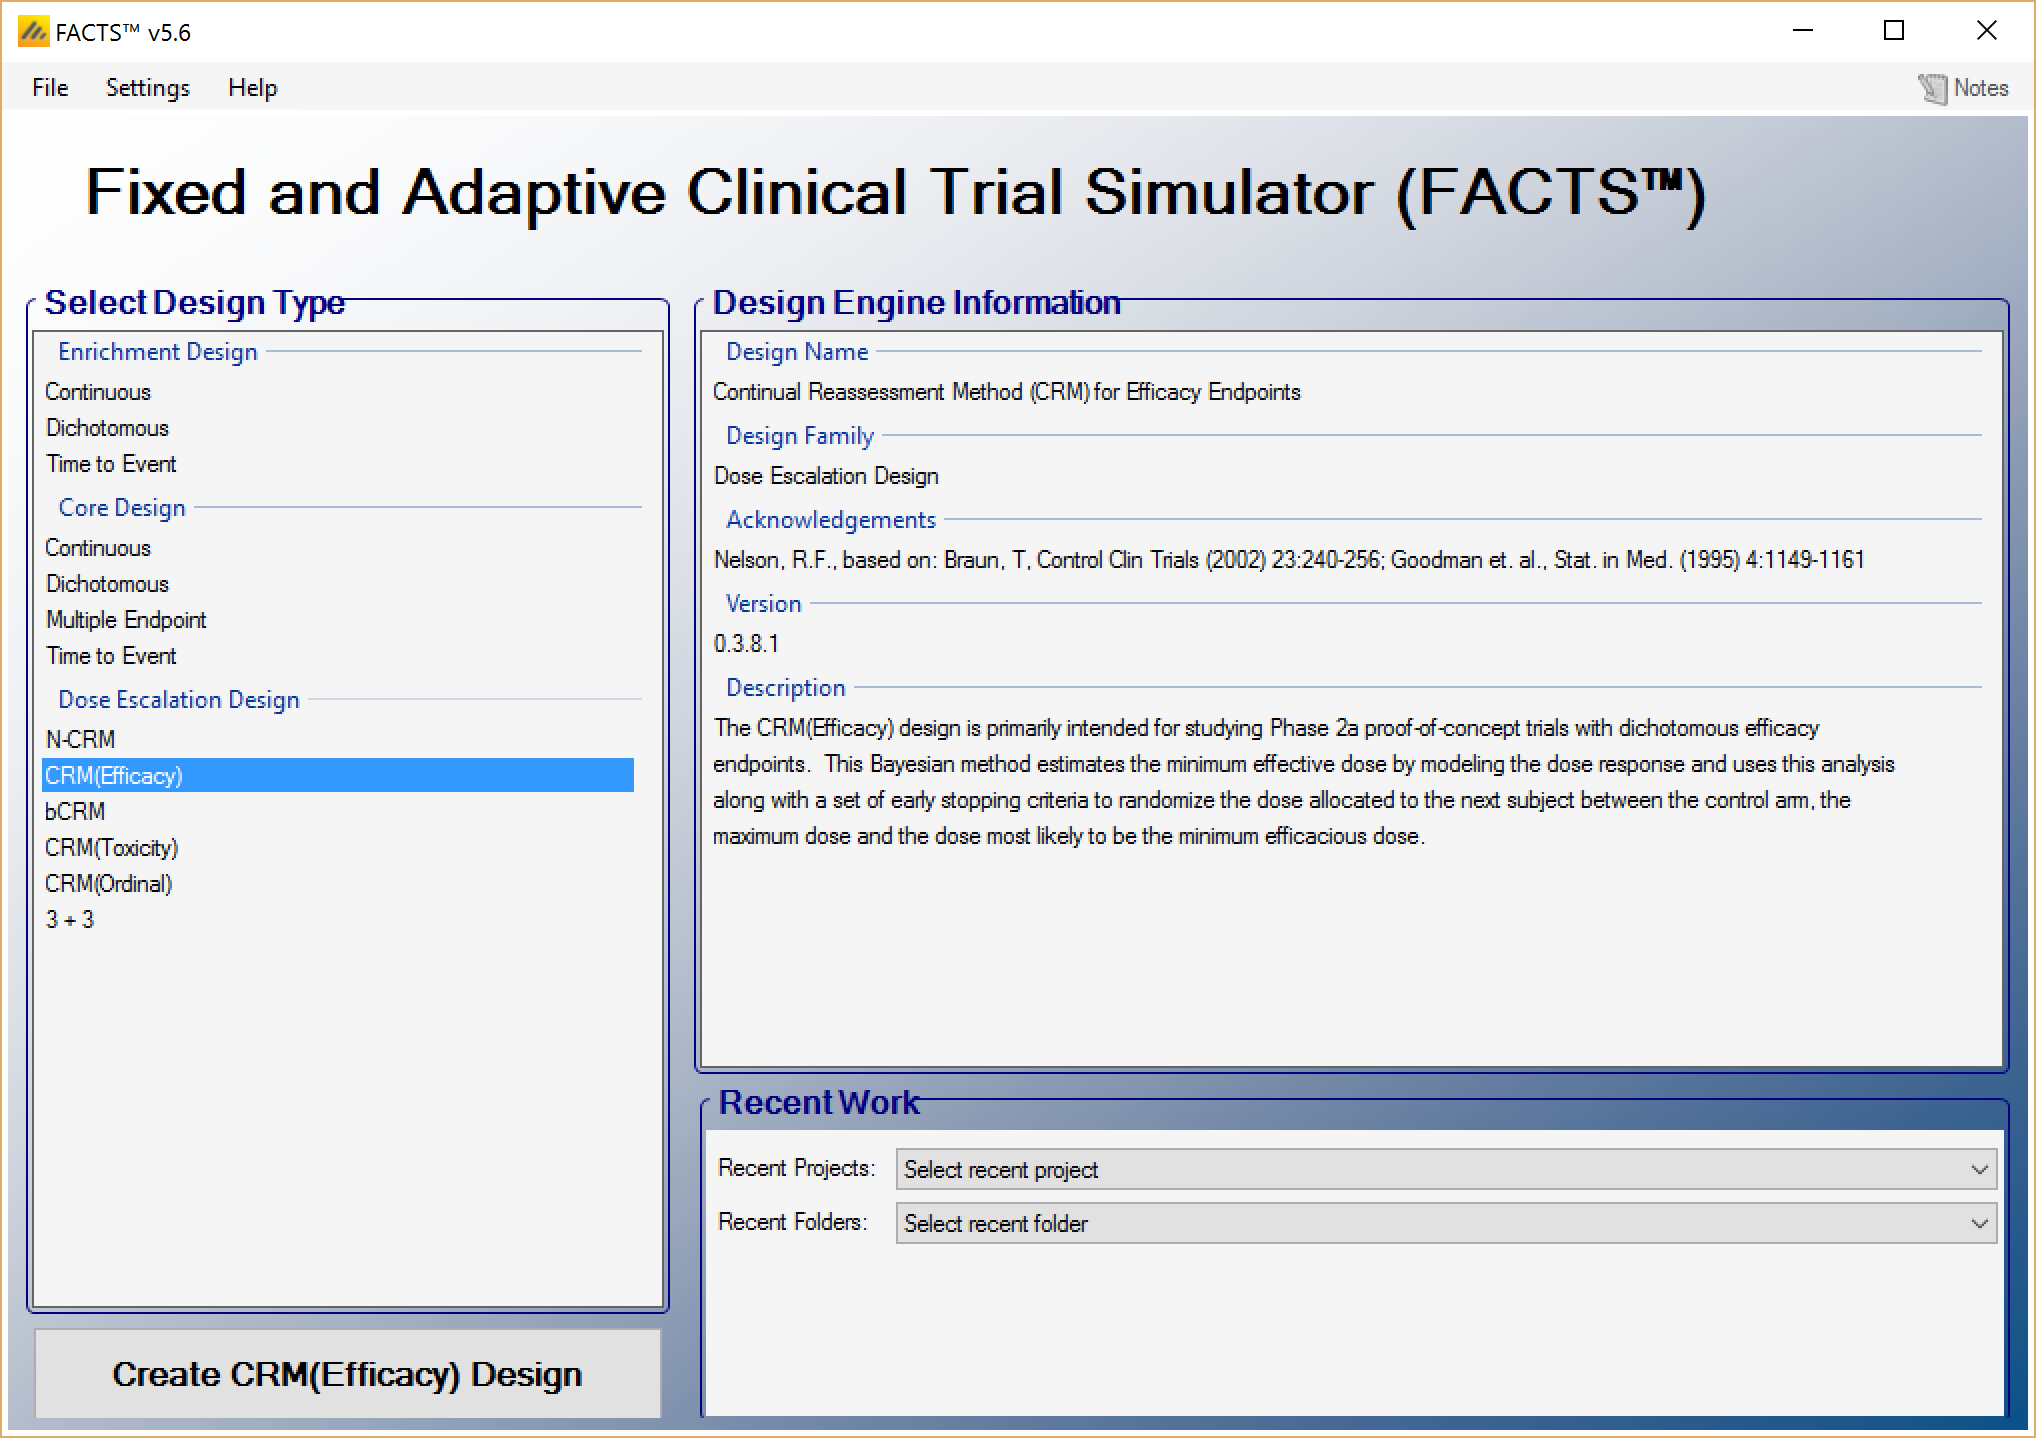 FACTS™ v5.6
File Settings Help Notes
Fixed and Adaptive Clinical Trial Simulator (FACTS™)
Select Design Type
Enrichment Design
Continuous
Dichotomous
Time to Event
Core Design
Continuous
Dichotomous
Multiple Endpoint
Time to Event
Dose Escalation Design
N-CRM
CRM(Efficacy)
bCRM
CRM(Toxicity)
CRM(Ordinal)
3 + 3
Create CRM(Efficacy) Design
Design Engine Information
Design Name
Continual Reassessment Method (CRM) for Efficacy Endpoints
Design Family
Dose Escalation Design
Acknowledgements
Nelson, R.F., based on: Braun, T, Control Clin Trials (2002) 23:240-256; Goodman et. al., Stat. in Med. (1995) 4:1149-1161
Version
0.3.8.1
Description
The CRM(Efficacy) design is primarily intended for studying Phase 2a proof-of-concept trials with dichotomous efficacy
endpoints. This Bayesian method estimates the minimum effective dose by modeling the dose response and uses this analysis
along with a set of early stopping criteria to randomize the dose allocated to the next subject between the control arm, the
maximum dose and the dose most likely to be the minimum efficacious dose.
Recent Work
Recent Projects: Select recent project
Recent Folders: Select recent folder